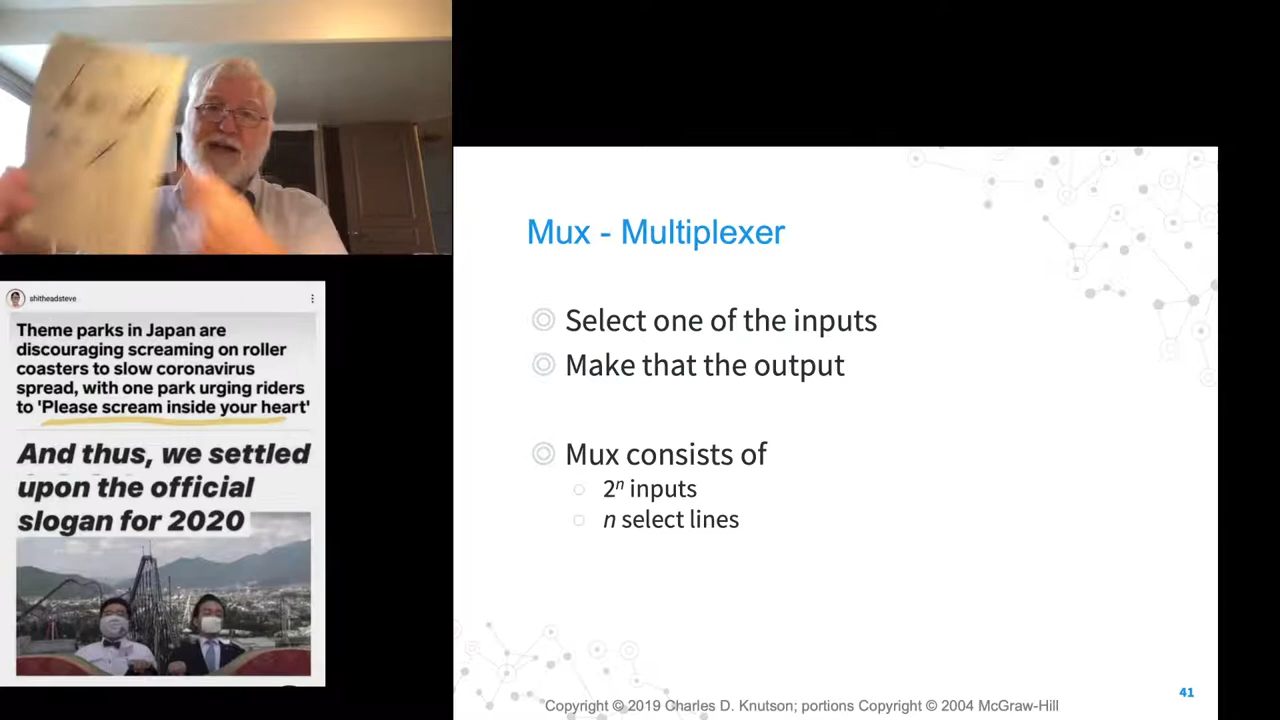 shitheadsteve
Theme parks in Japan are
discouraging screaming on roller
coasters to slow coronavirus
spread, with one park urging riders
to 'Please scream inside your heart'
And thus, we settled
upon the official
slogan for 2020
Mux - Multiplexer
Select one of the inputs
Make that the output
Mux consists of
2ⁿ inputs
n select lines
41
Copyright © 2019 Charles D. Knutson; portions Copyright © 2004 McGraw-Hill